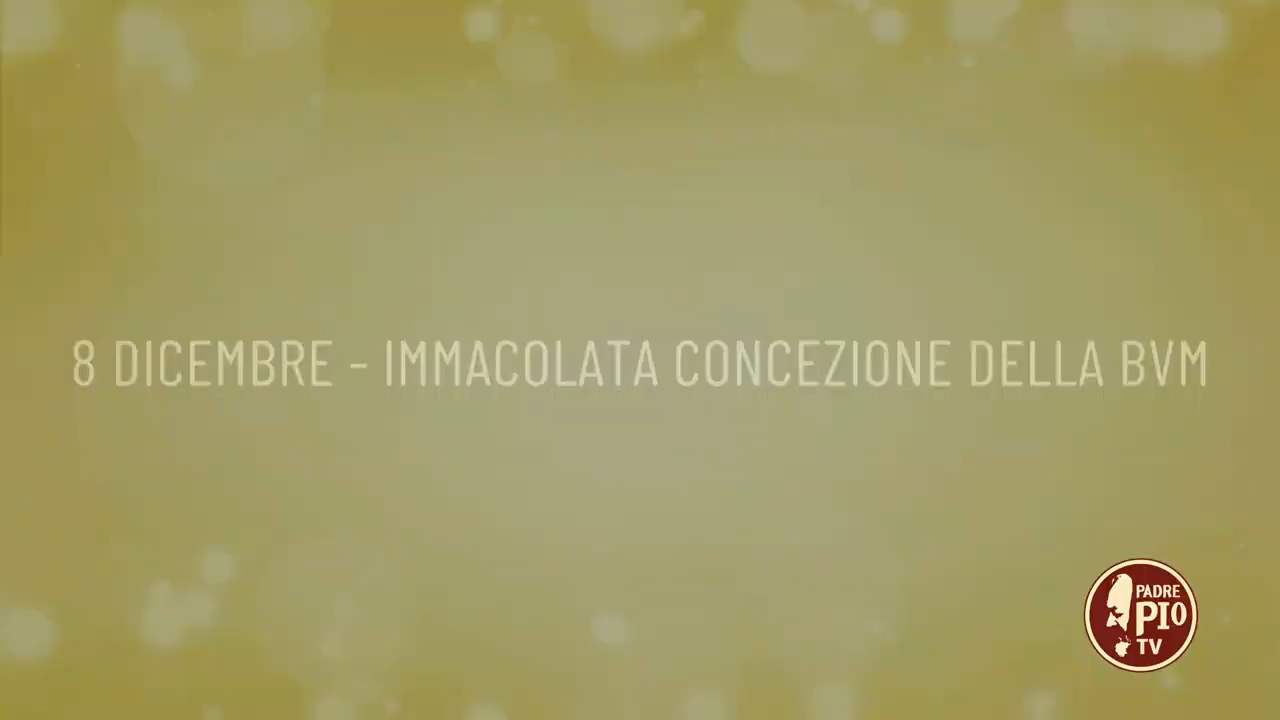 8 DICEMBRE - IMMACOLATA CONCEZIONE DELLA BVM
PADRE
PIO
TV